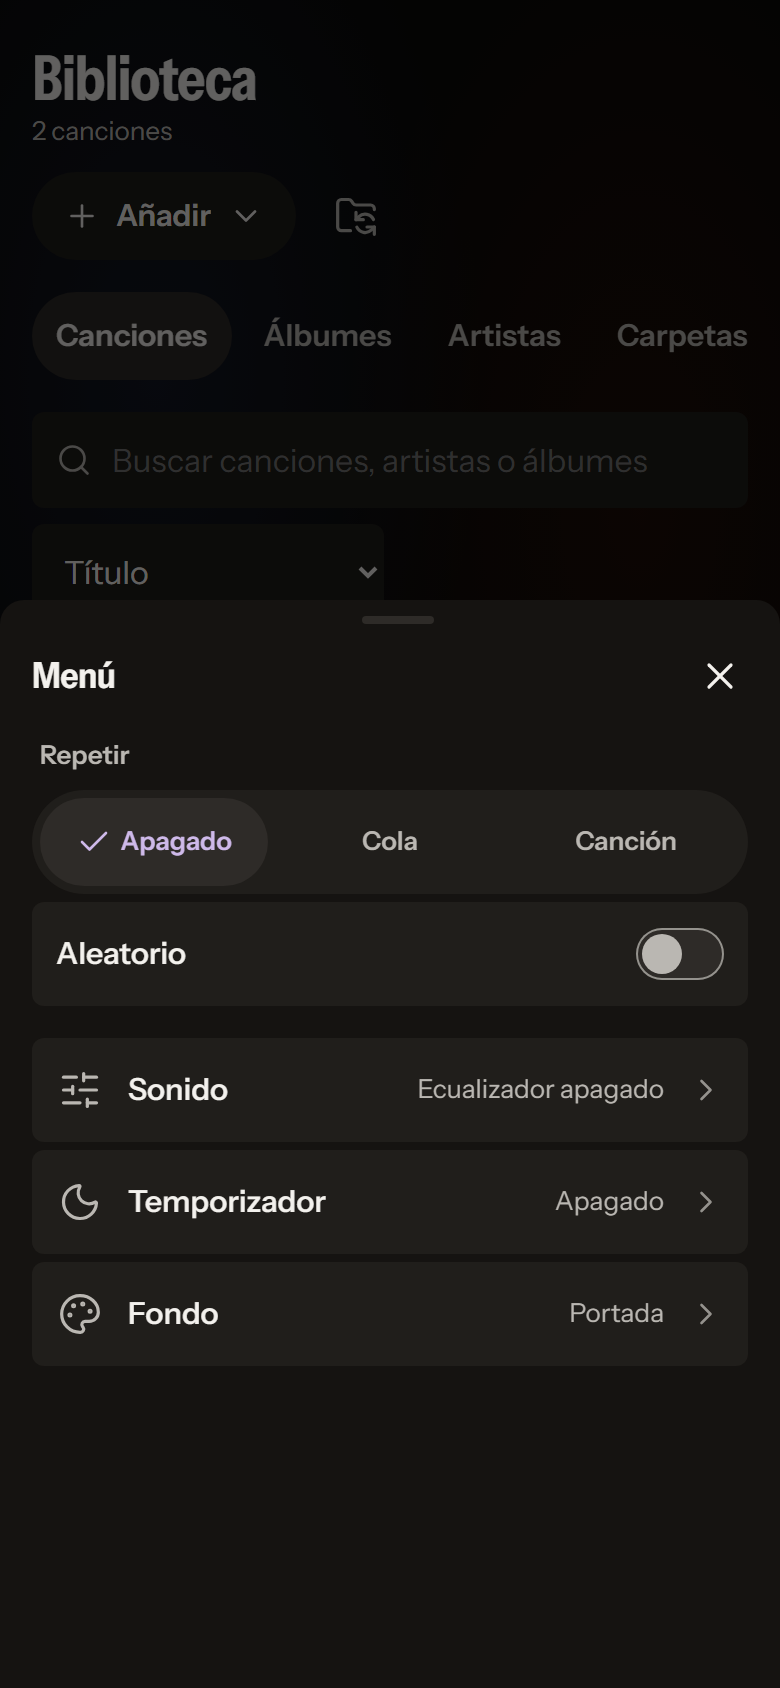 Biblioteca
2 canciones
Añadir
Canciones Álbumes Artistas Carpetas
Buscar canciones, artistas o álbumes
Título
Menú
Repetir
Apagado Cola Canción
Aleatorio
Sonido Ecualizador apagado
Temporizador Apagado
Fondo Portada